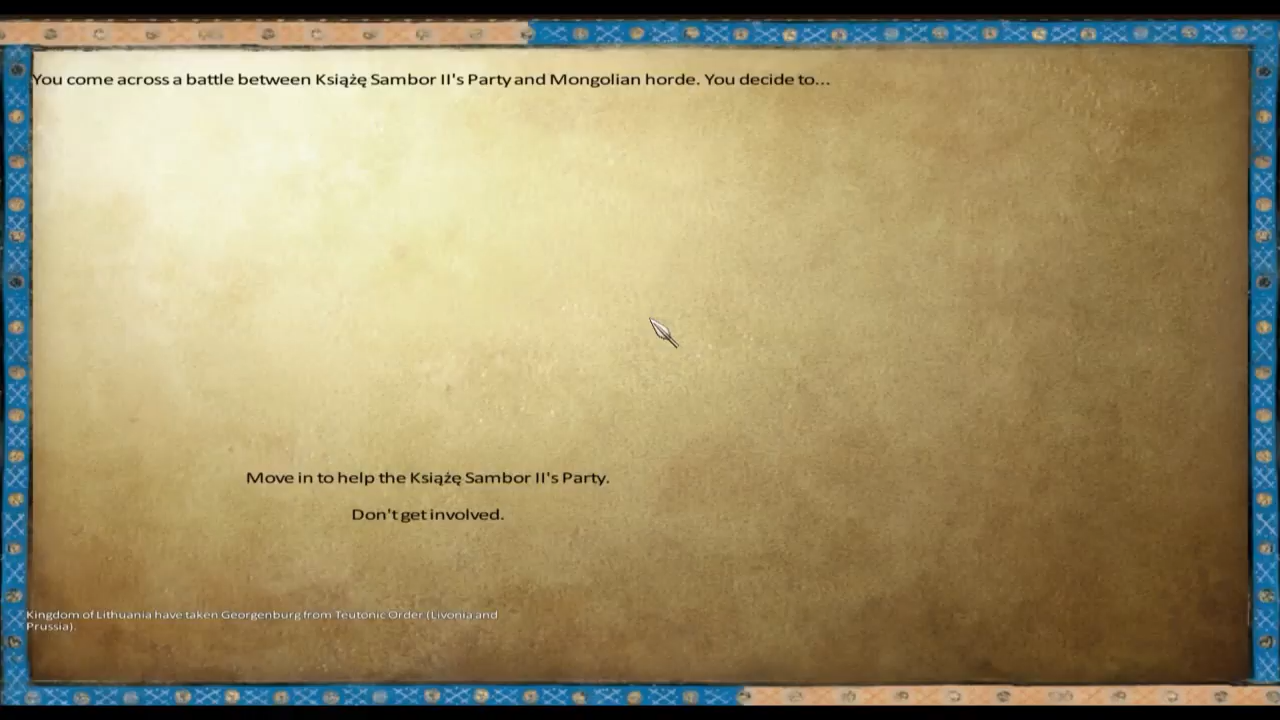 You come across a battle between Książę Sambor II's Party and Mongolian horde. You decide to...
Move in to help the Książę Sambor II's Party.
Don't get involved.
Kingdom of Lithuania have taken Georgenburg from Teutonic Order (Livonia and
Prussia).